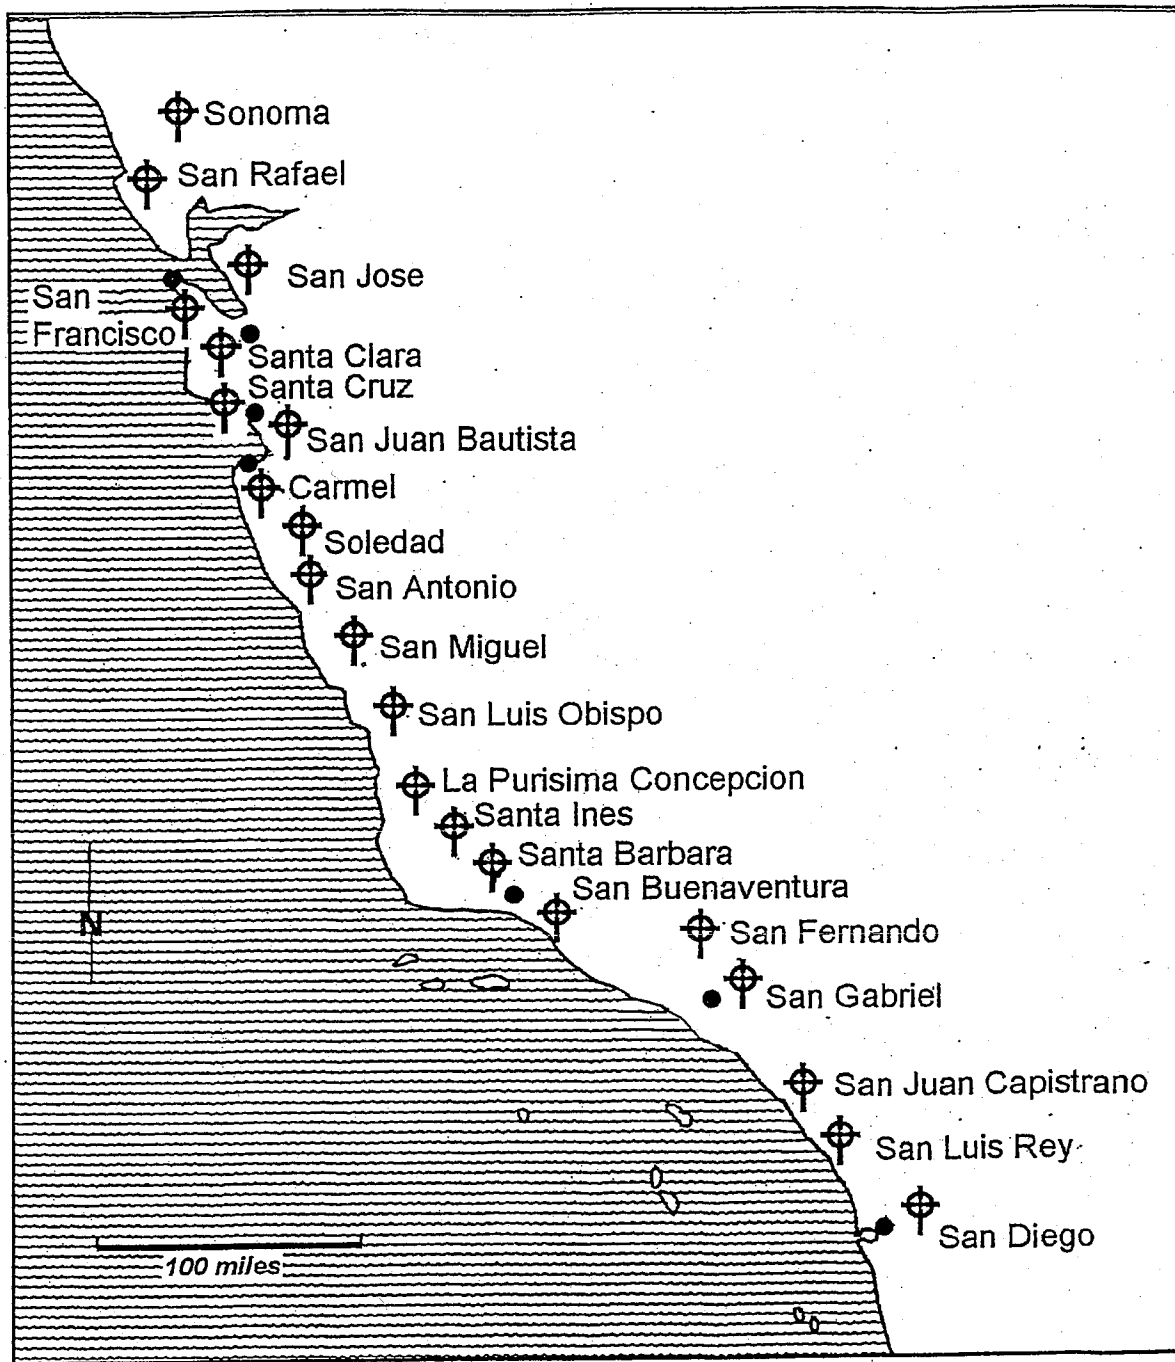 Sonoma
San Rafael
San Jose
San
Francisco
Santa Clara
Santa Cruz
San Juan Bautista
Carmel
Soledad
San Antonio
San Miguel
San Luis Obispo
La Purisima Concepcion
Santa Ines
Santa Barbara
San Buenaventura
N
San Fernando
San Gabriel
San Juan Capistrano
San Luis Rey
San Diego
100 miles